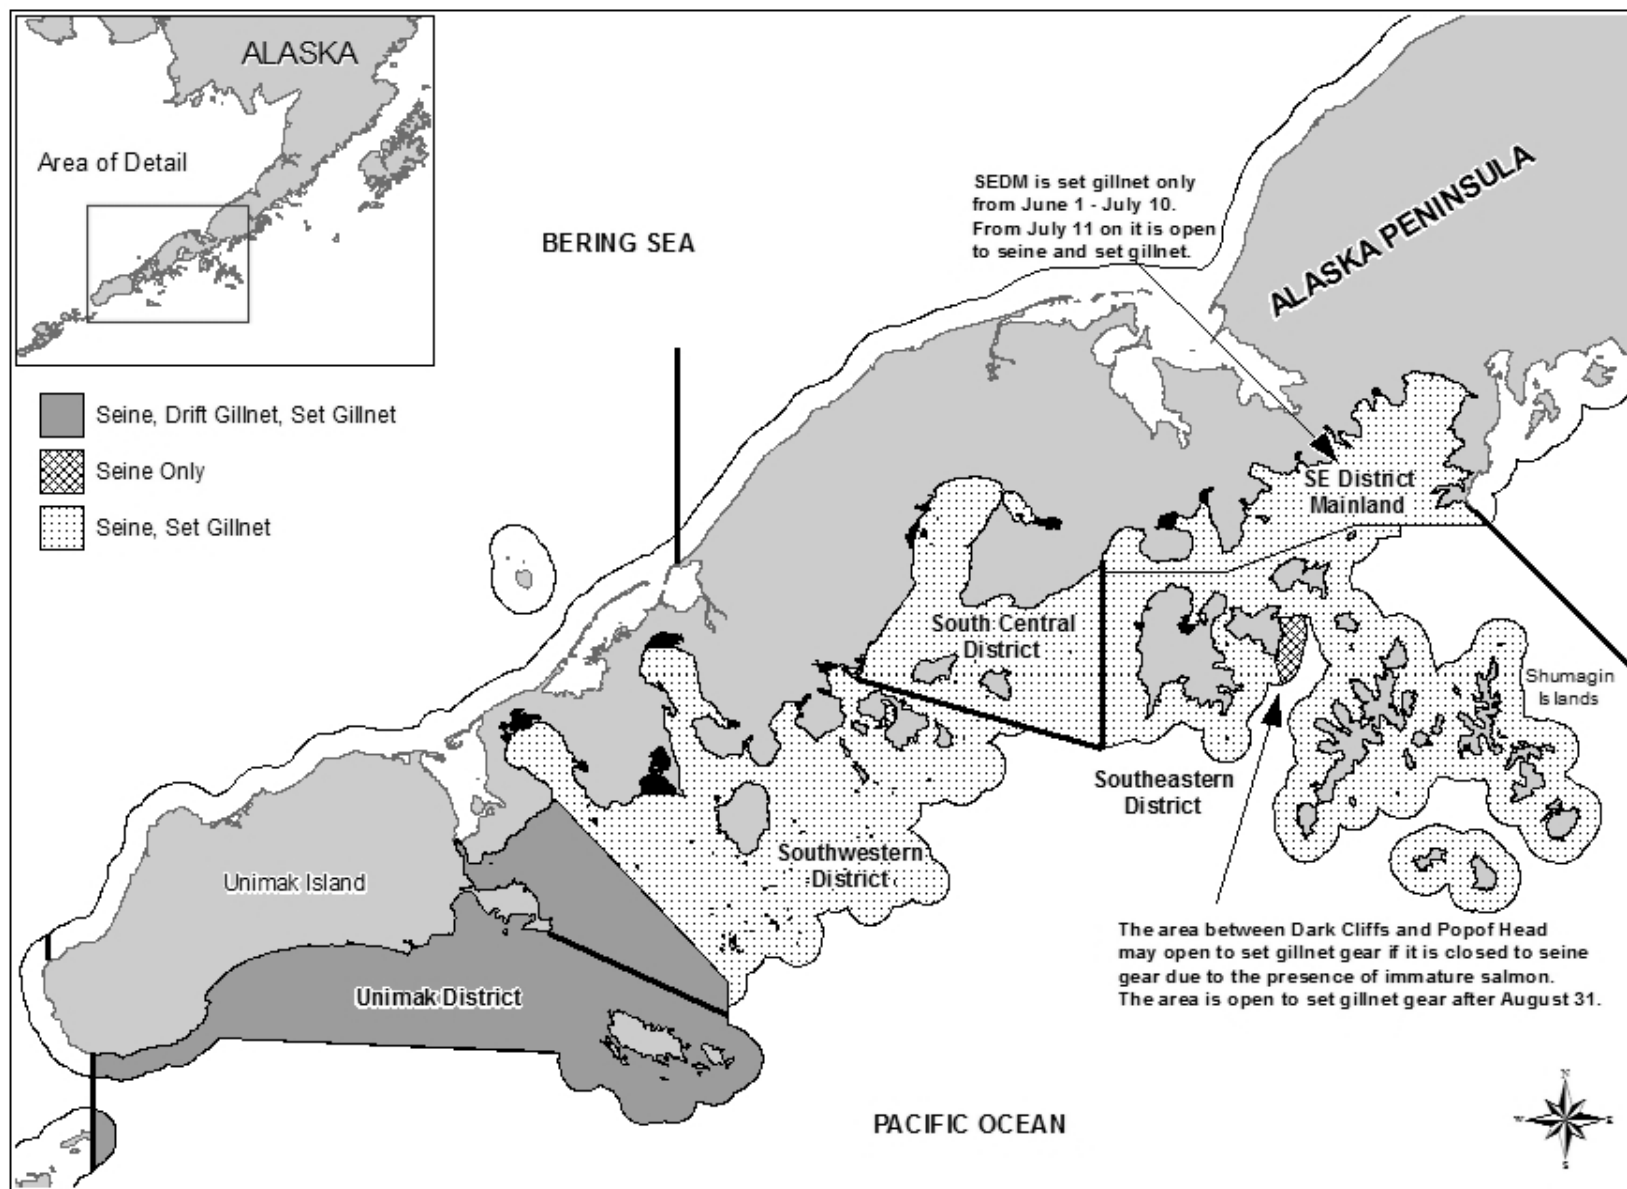 ALASKA
Area of Detail
Seine, Drift Gillnet, Set Gillnet
Seine Only
Seine, Set Gillnet
BERING SEA
SEDM is set gillnet only
from June 1 - July 10.
From July 11 on it is open
to seine and set gillnet.
ALASKA PENINSULA
SE District
Mainland
South Central
District
Shumagin
Islands
Southeastern
District
Southwestern
District
Unimak Island
Unimak District
The area between Dark Cliffs and Popof Head
may open to set gillnet gear if it is closed to seine
gear due to the presence of immature salmon.
The area is open to set gillnet gear after August 31.
PACIFIC OCEAN
N
W
E
S